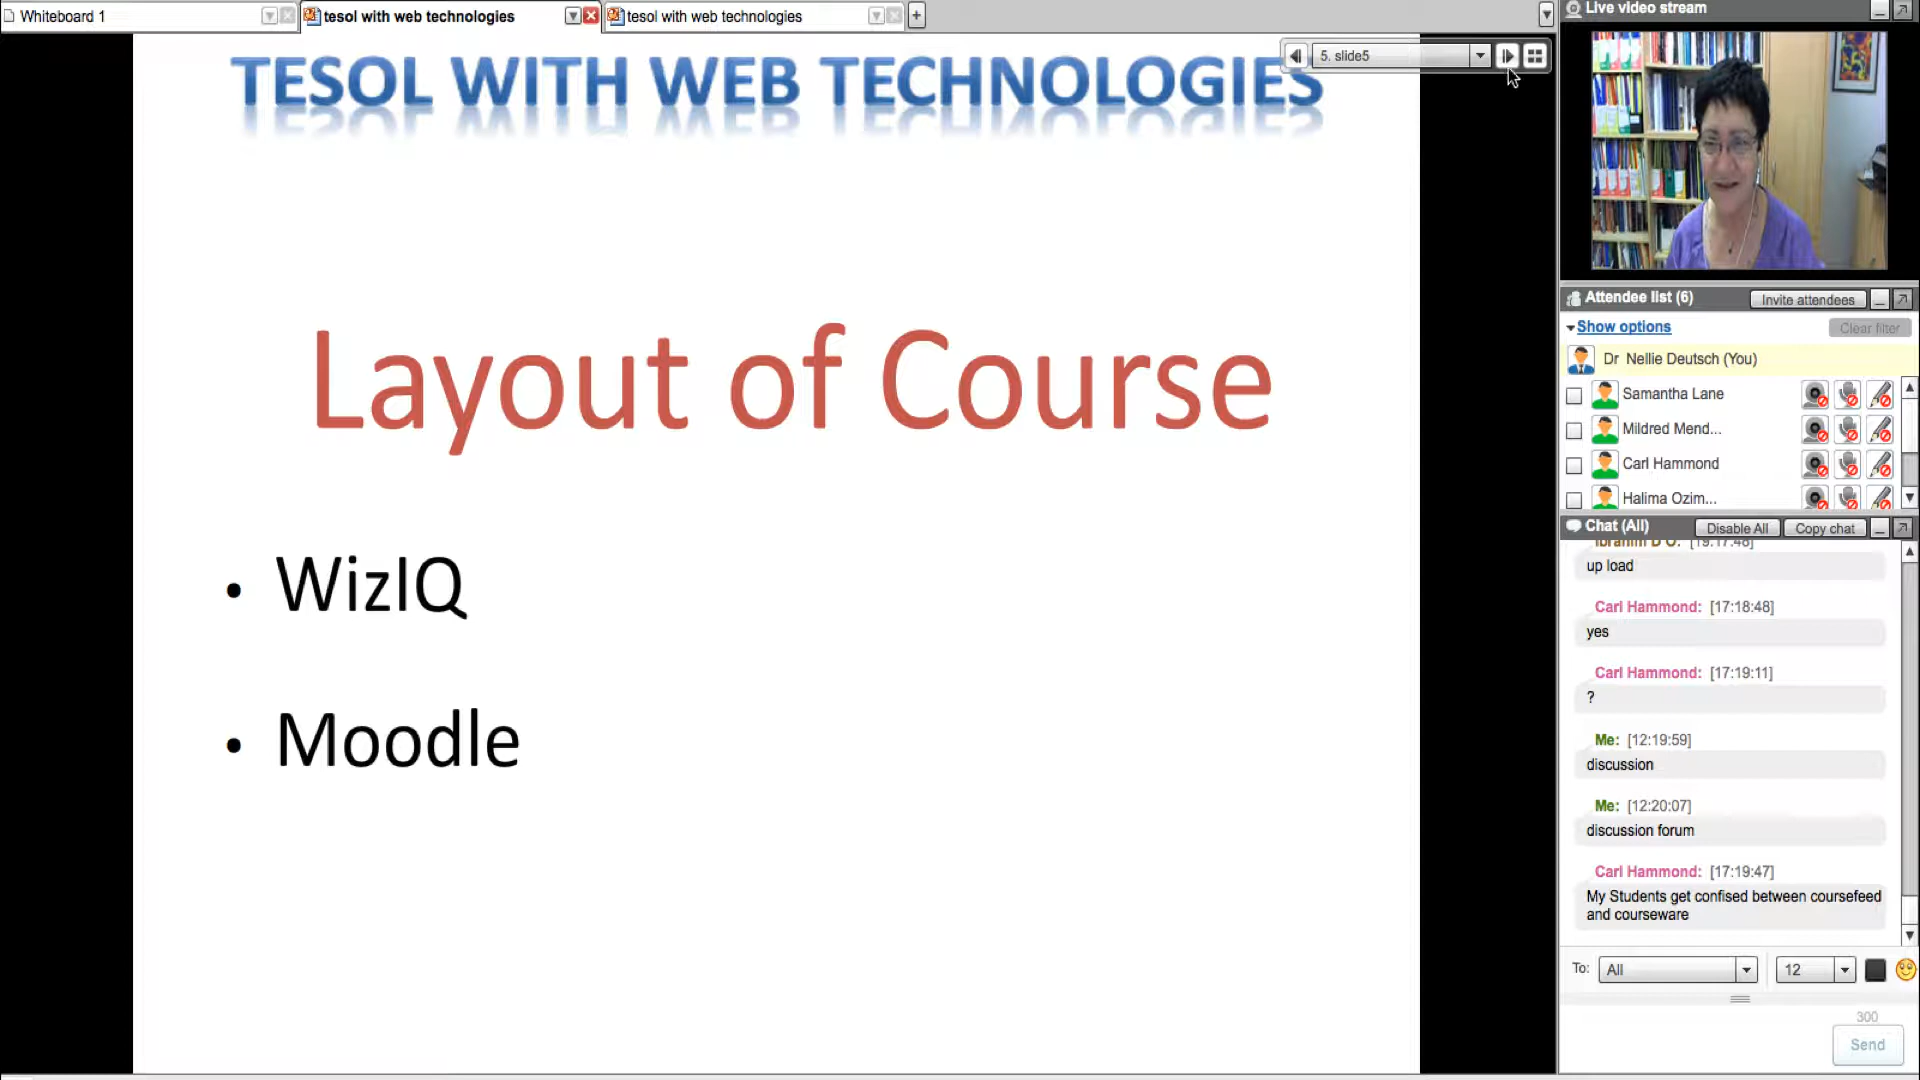 Whiteboard 1
tesol with web technologies
tesol with web technologies
+
5. slide5
TESOL WITH WEB TECHNOLOGIES
Layout of Course
• WizIQ
• Moodle
Live video stream
Attendee list (6)
Invite attendees
Show options
Clear filter
Dr Nellie Deutsch (You)
Samantha Lane
Mildred Mend...
Carl Hammond
Halima Ozim...
Chat (All)
Disable All
Copy chat
Ibrahim D O: [19:17:48]
up load
Carl Hammond: [17:18:48]
yes
Carl Hammond: [17:19:11]
?
Me: [12:19:59]
discussion
Me: [12:20:07]
discussion forum
Carl Hammond: [17:19:47]
My Students get confised between coursefeed
and courseware
To: All
12
300
Send